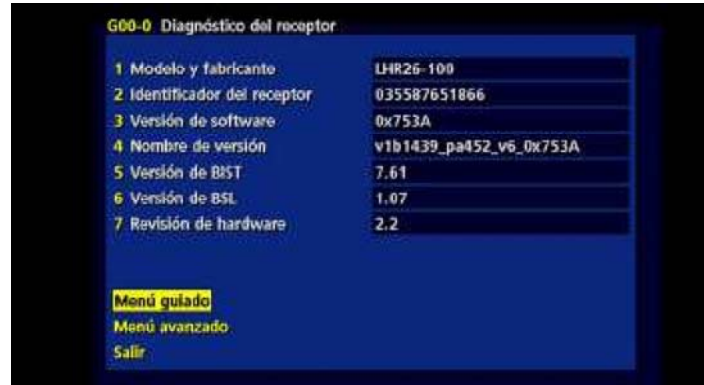 G00-0 Diagnóstico del receptor
1 Modelo y fabricante LHR26-100
2 Identificador del receptor 035587651866
3 Versión de software 0x753A
4 Nombre de versión v1b1439_pa452_v6_0x753A
5 Versión de BIST 7.61
6 Versión de BSL 1.07
7 Revisión de hardware 2.2
Menú guiado
Menú avanzado
Salir